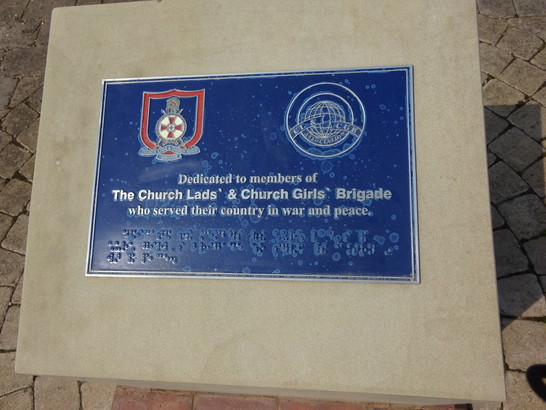 Dedicated to members of
The Church Lads` & Church Girls` Brigade
who served their country in war and peace.